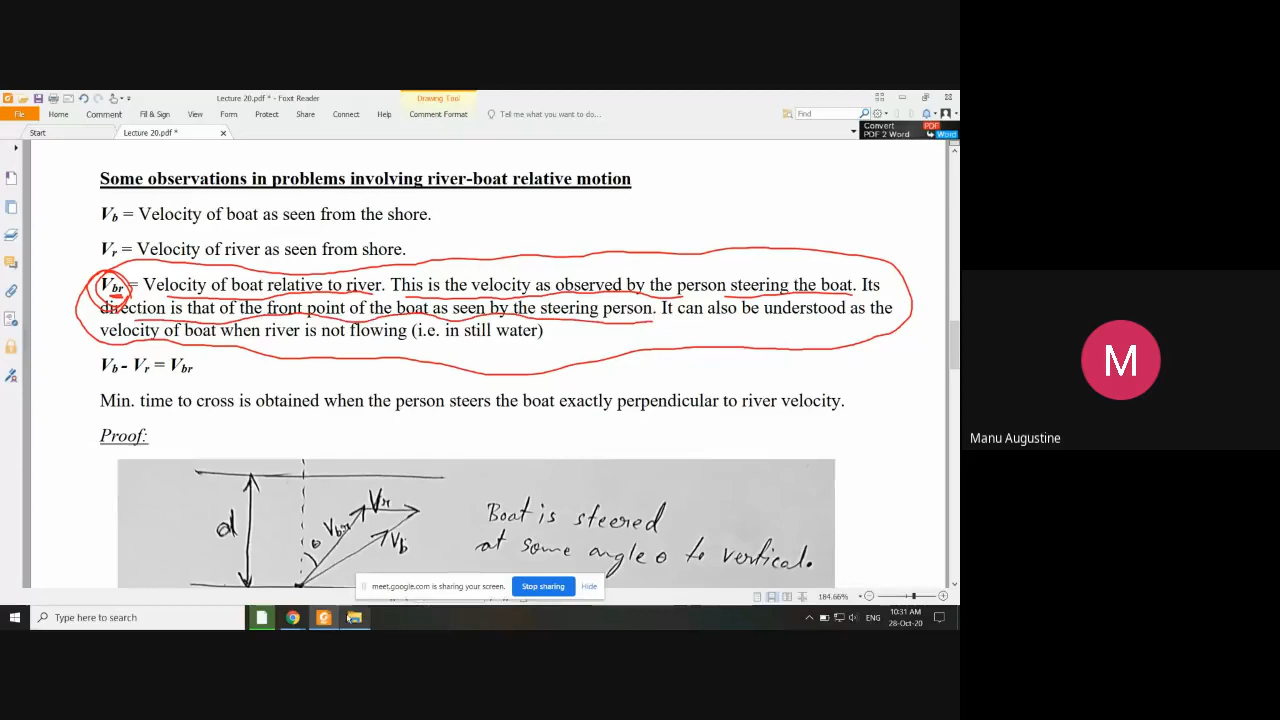 Lecture 20.pdf * - Foxit Reader
Drawing Tool
File Home Comment Fill & Sign View Form Protect Share Connect Help Comment Format Tell me what you want to do... Find
Convert PDF
PDF 2 Word Word
Start Lecture 20.pdf *
Some observations in problems involving river-boat relative motion
Vb = Velocity of boat as seen from the shore.
Vr = Velocity of river as seen from shore.
Vbr = Velocity of boat relative to river. This is the velocity as observed by the person steering the boat. Its
direction is that of the front point of the boat as seen by the steering person. It can also be understood as the
velocity of boat when river is not flowing (i.e. in still water)
Vb - Vr = Vbr
Min. time to cross is obtained when the person steers the boat exactly perpendicular to river velocity.
Proof:
d θ Vbr Vr Vb
Boat is steered
at some angle θ to vertical.
meet.google.com is sharing your screen. Stop sharing Hide
184.66%
Type here to search
ENG
10:31 AM
28-Oct-20
M
Manu Augustine